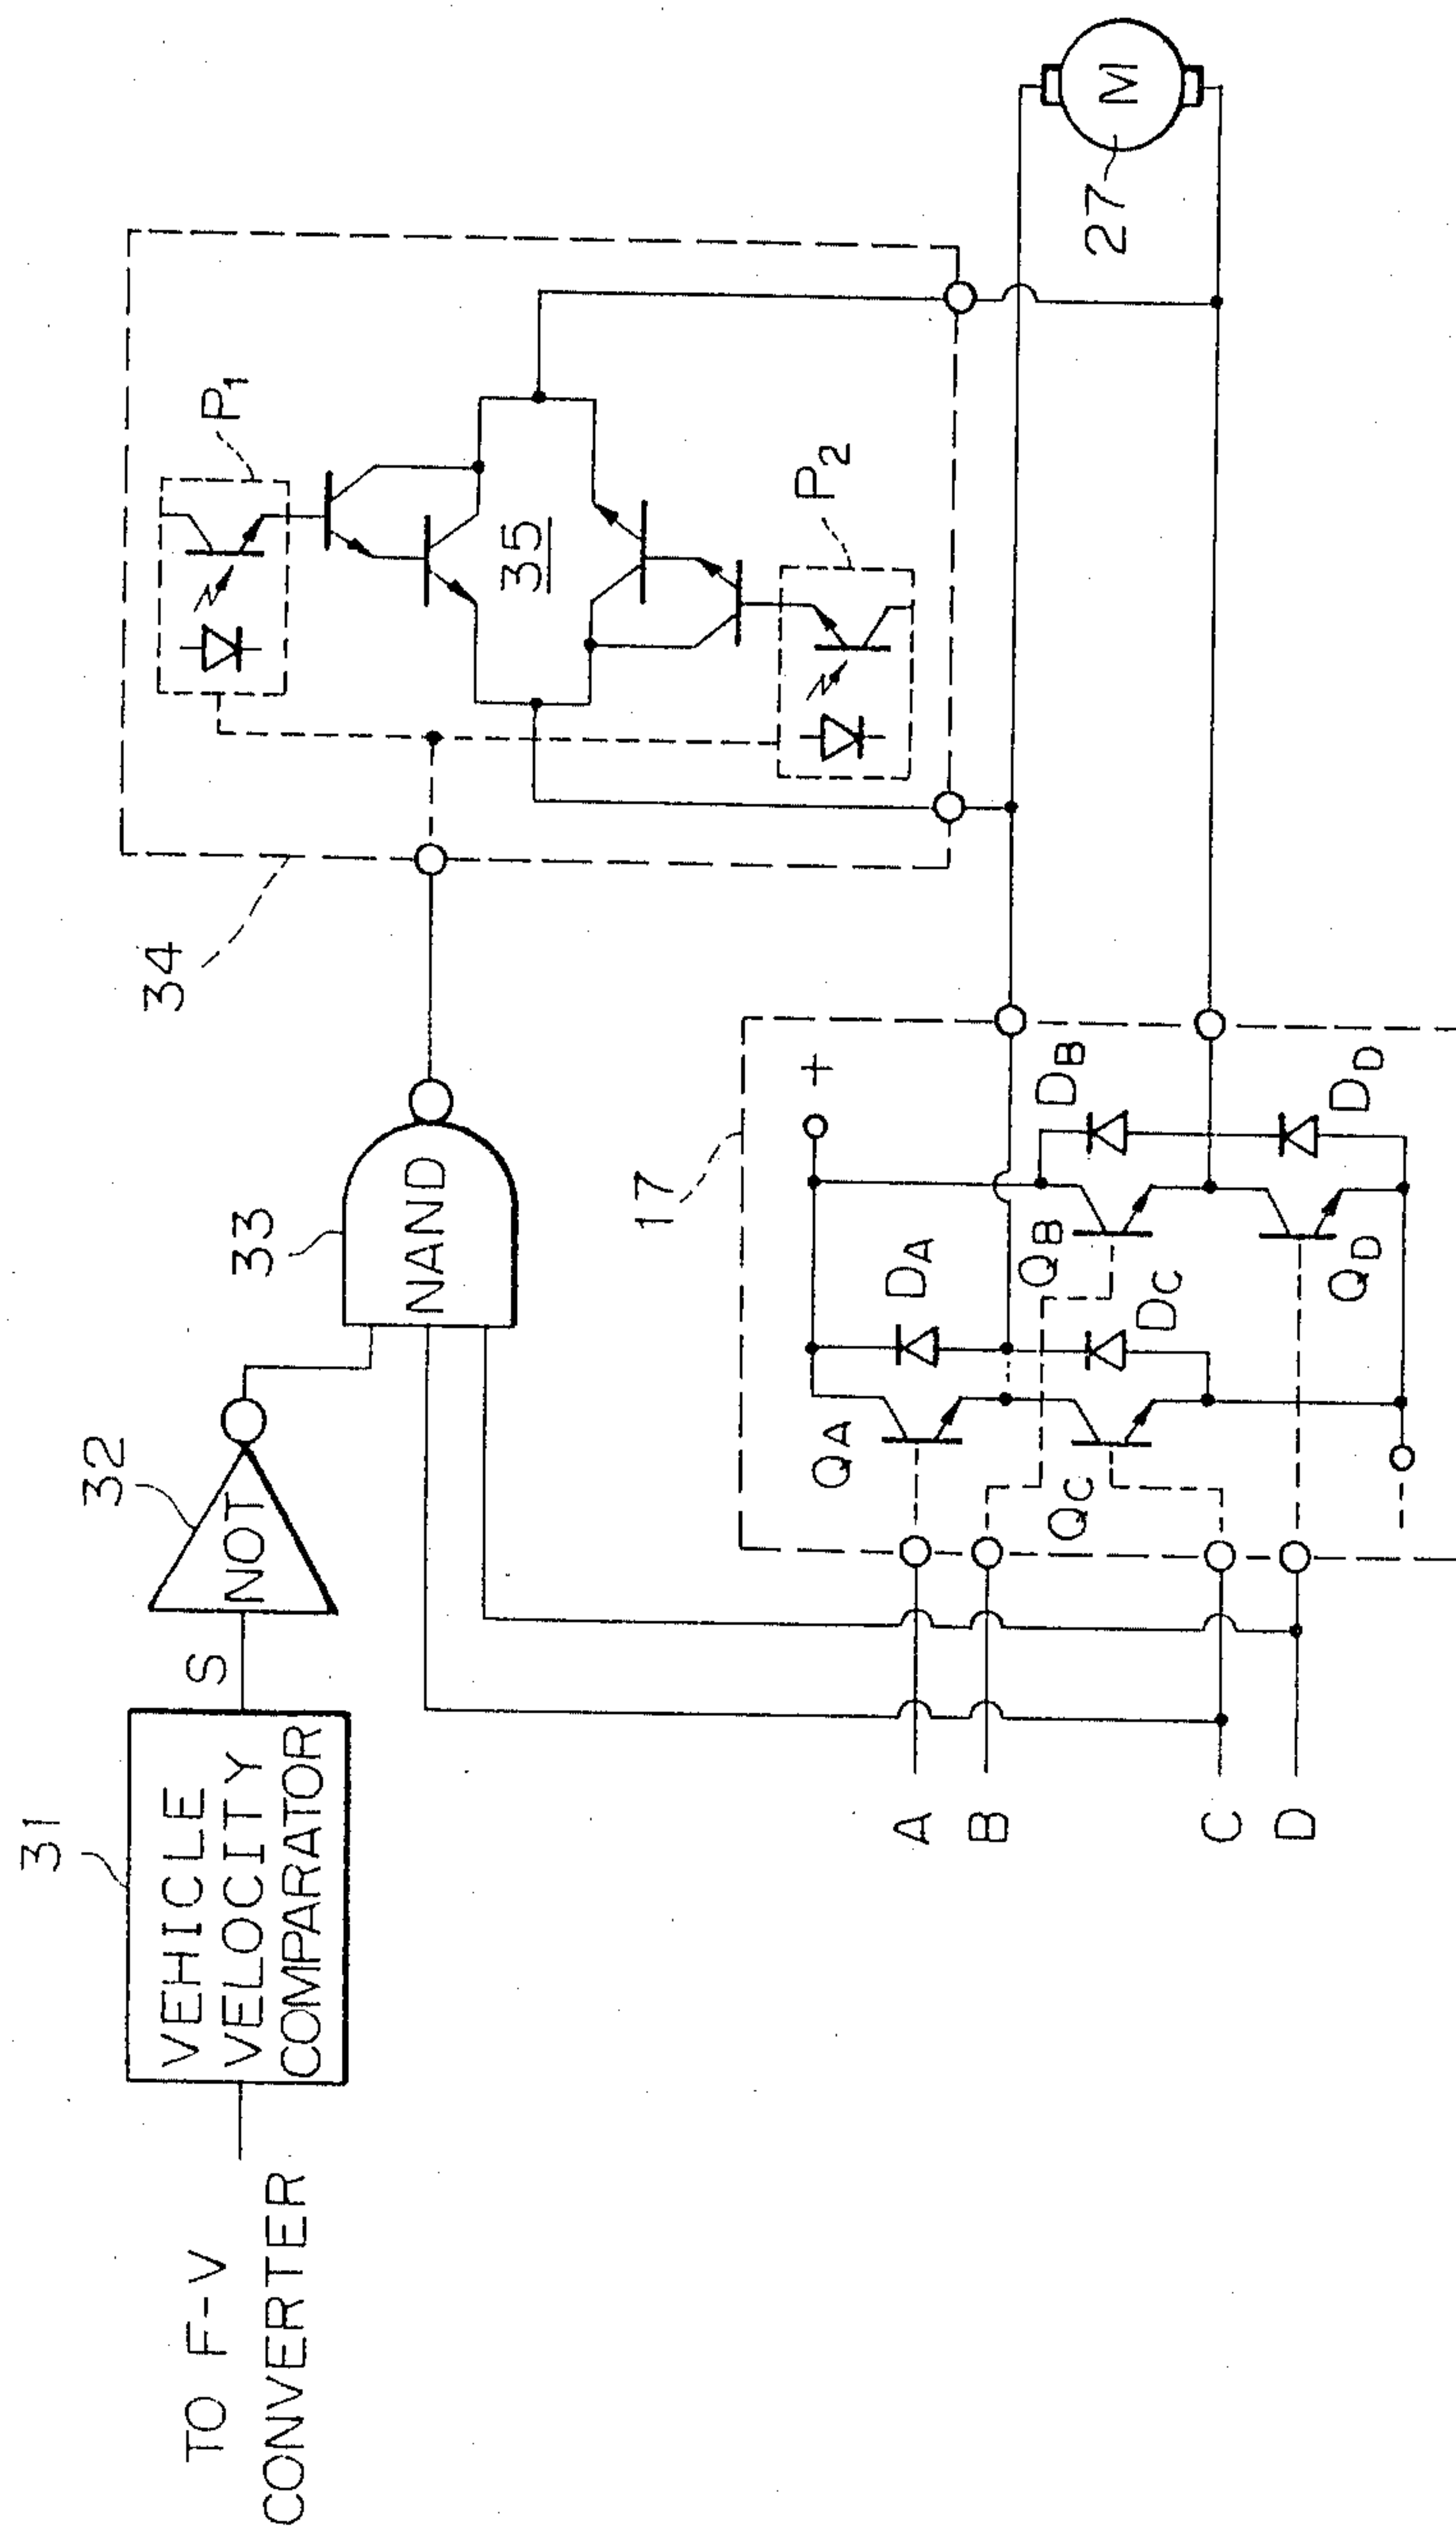 TO F-V
CONVERTER
31
VEHICLE
VELOCITY
COMPARATOR
S
32
NOT
33
NAND
34
P1
35
P2
17
+
A
B
C
D
QA
DA
QB
DB
QC
DC
QD
DD
27
M